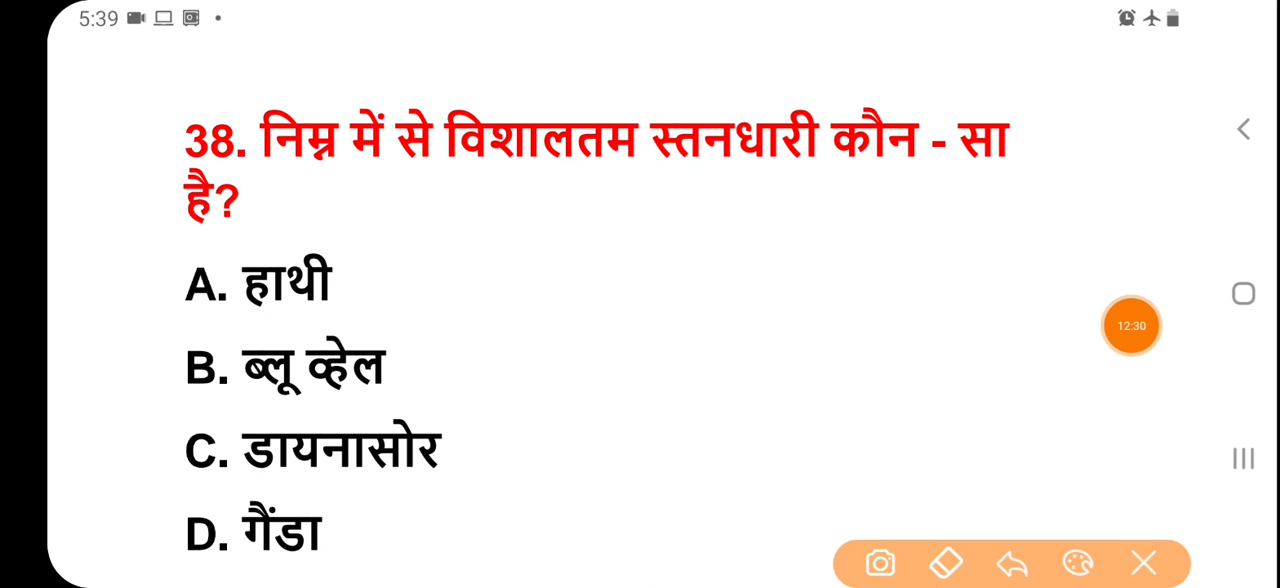 5:39
38. निम्न में से विशालतम स्तनधारी कौन - सा
है?
A. हाथी
B. ब्लू व्हेल
12:30
C. डायनासोर
D. गैंडा